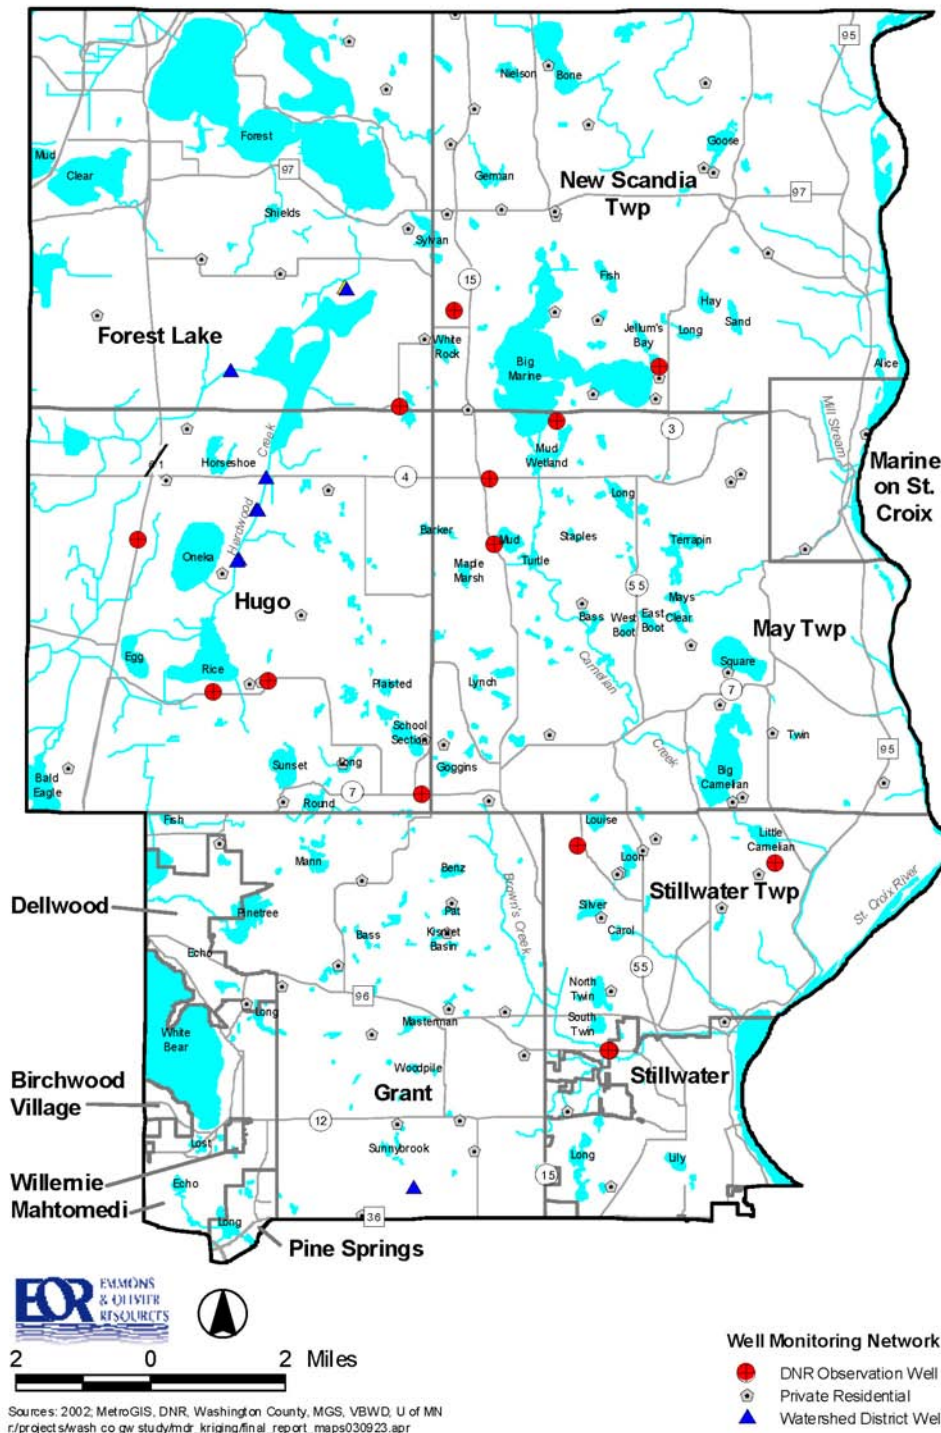 95
Nielson
Bone
Forest
Goose
Mud
Clear
97
German
New Scandia
Twp
97
Shields
Sylvan
15
Fish
Hay
Sand
Forest Lake
White
Rock
Jellum's
Bay
Long
Big
Marine
Alice
Creek
Mill Stream
3
Horseshoe
Mud
Wetland
Marine
on St.
Croix
61
4
Long
Hardwood
Barker
Mud
Staples
Terrapin
Oneka
Maple
Marsh
Turtle
55
Mays
Hugo
Bass
West
Boot
East
Boot
Clear
May Twp
Egg
Rice
Carnelian
Square
Plaisted
Lynch
7
School
Section
Creek
Twin
95
Bald
Eagle
Sunset
Long
Goggins
Big
Carnelian
7
Round
Fish
Louise
Little
Carnelian
Mann
Benz
Loon
Dellwood
Stillwater Twp
St. Croix River
Pinetree
Pat
Silver
Brown's Creek
Bass
Kismet
Basin
Carol
Echo
55
96
North
Twin
Long
Masterman
South
Twin
White
Bear
Birchwood
Village
Woodpile
Grant
Stillwater
12
Lost
Sunnybrook
Long
Lily
Willernie
Mahtomedi
Echo
15
Long
36
Pine Springs
EOR
EMMONS
& OLIVIER
RESOURCES
2 0 2 Miles
Well Monitoring Network
DNR Observation Well
Private Residential
Watershed District Wel
Sources: 2002; MetroGIS, DNR, Washington County, MGS, VBWD, U of MN
r:/projects/wash co gw study/mdr_kriging/final_report_maps030923.apr